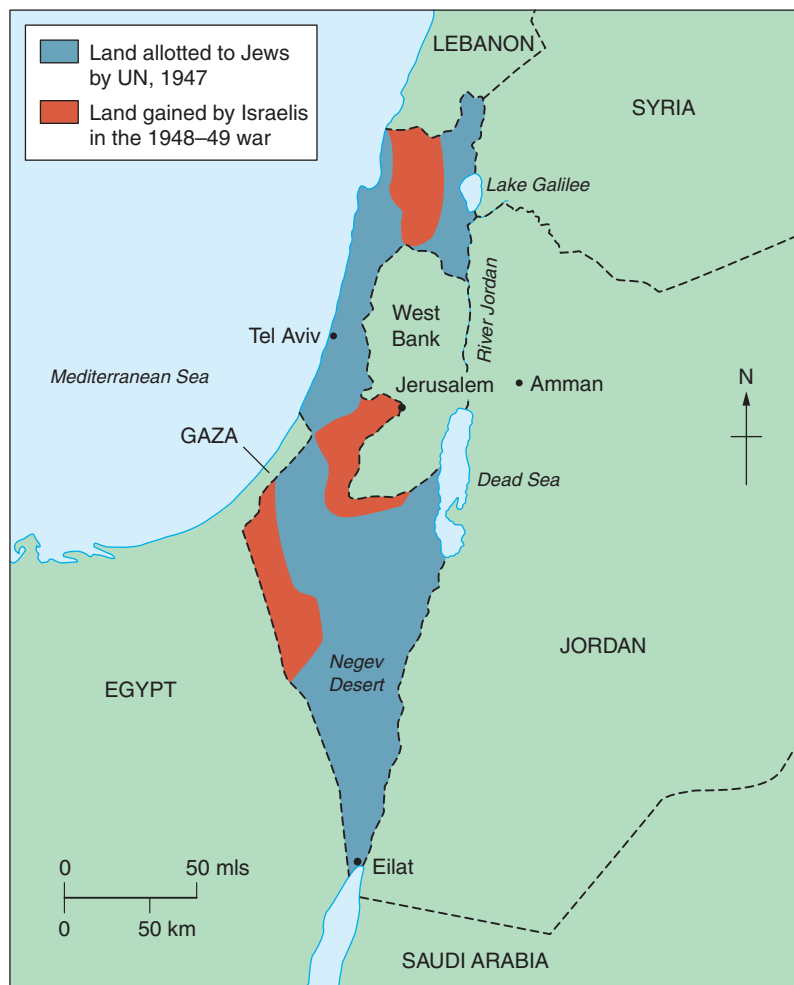 Land allotted to Jews
by UN, 1947
Land gained by Israelis
in the 1948–49 war
LEBANON
SYRIA
Lake Galilee
River Jordan
West
Bank
Tel Aviv
Mediterranean Sea
Jerusalem
Amman
N
GAZA
Dead Sea
JORDAN
Negev
Desert
EGYPT
Eilat
0 50 mls
0 50 km
SAUDI ARABIA